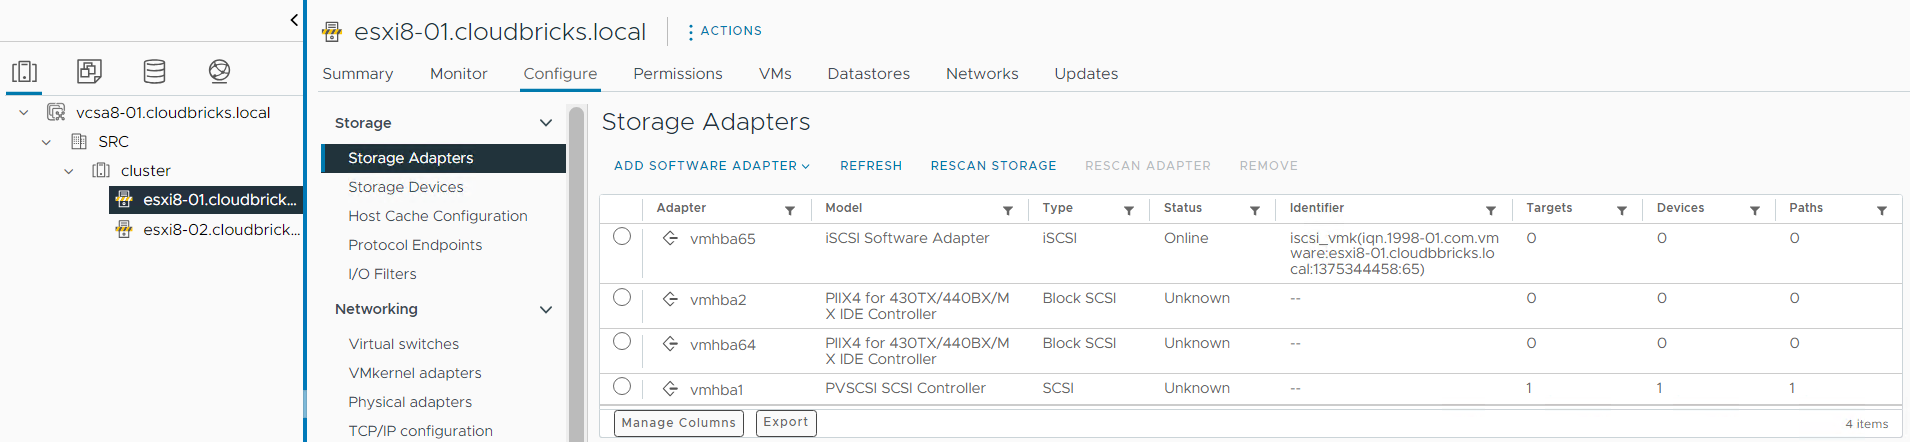 esxi8-01.cloudbricks.local
ACTIONS
Summary Monitor Configure Permissions VMs Datastores Networks Updates
vcsa8-01.cloudbricks.local
SRC
cluster
esxi8-01.cloudbrick...
esxi8-02.cloudbrick...
Storage
Storage Adapters
Storage Devices
Host Cache Configuration
Protocol Endpoints
I/O Filters
Networking
Virtual switches
VMkernel adapters
Physical adapters
TCP/IP configuration
Storage Adapters
ADD SOFTWARE ADAPTER REFRESH RESCAN STORAGE RESCAN ADAPTER REMOVE
Adapter Model Type Status Identifier Targets Devices Paths
vmhba65 iSCSI Software Adapter iSCSI Online iscsi_vmk(iqn.1998-01.com.vm 0 0 0
ware:esxi8-01.cloudbbricks.lo
cal:1375344458:65)
vmhba2 PIIX4 for 430TX/440BX/M Block SCSI Unknown -- 0 0 0
X IDE Controller
vmhba64 PIIX4 for 430TX/440BX/M Block SCSI Unknown -- 0 0 0
X IDE Controller
vmhba1 PVSCSI SCSI Controller SCSI Unknown -- 1 1 1
Manage Columns Export 4 items